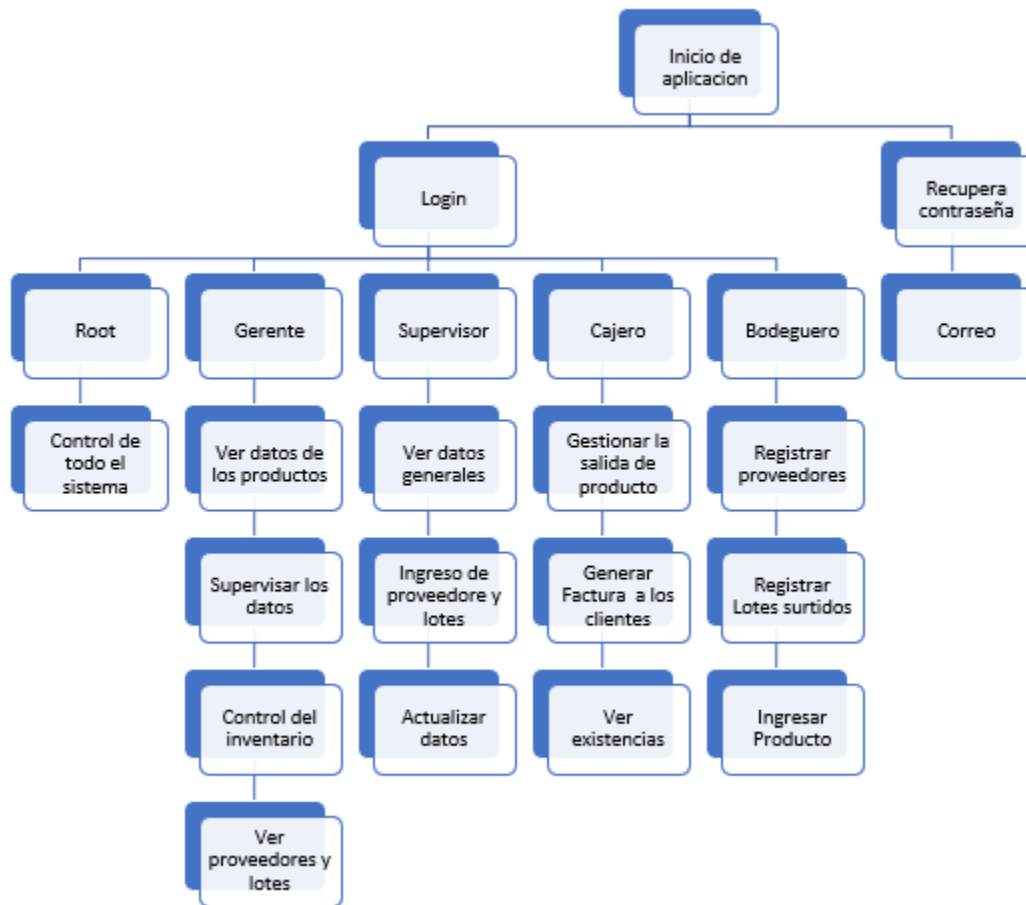 Inicio de
aplicacion
Login
Recupera
contraseña
Root
Gerente
Supervisor
Cajero
Bodeguero
Correo
Control de
todo el
sistema
Ver datos de
los productos
Ver datos
generales
Gestionar la
salida de
producto
Registrar
proveedores
Supervisar los
datos
Ingreso de
proveedore y
lotes
Generar
Factura a los
clientes
Registrar
Lotes surtidos
Control del
inventario
Actualizar
datos
Ver
existencias
Ingresar
Producto
Ver
proveedores y
lotes